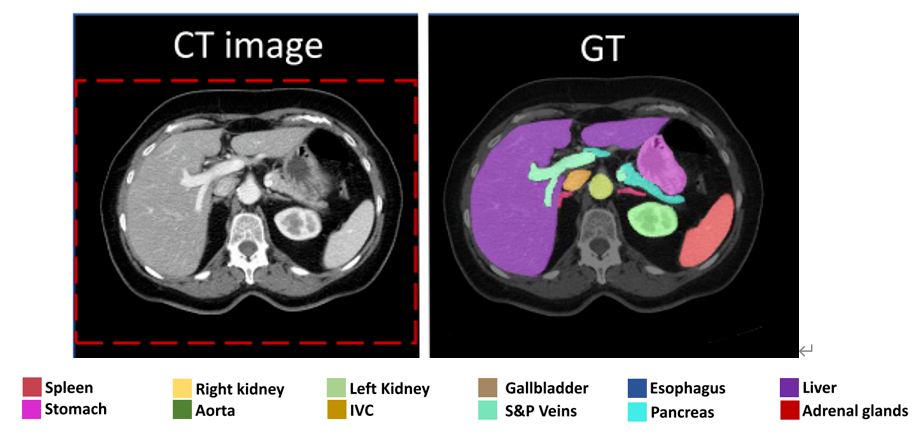 CT image GT
Spleen Right kidney Left Kidney Gallbladder Esophagus Liver
Stomach Aorta IVC S&P Veins Pancreas Adrenal glands